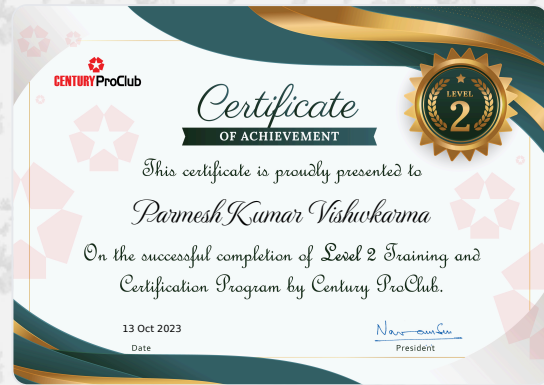 CENTURY ProClub
LEVEL
2
Certificate
OF ACHIEVEMENT
This certificate is proudly presented to
Parmesh Kumar Vishwkarma
On the successful completion of Level 2 Training and
Certification Program by Century ProClub.
13 Oct 2023
Date
President